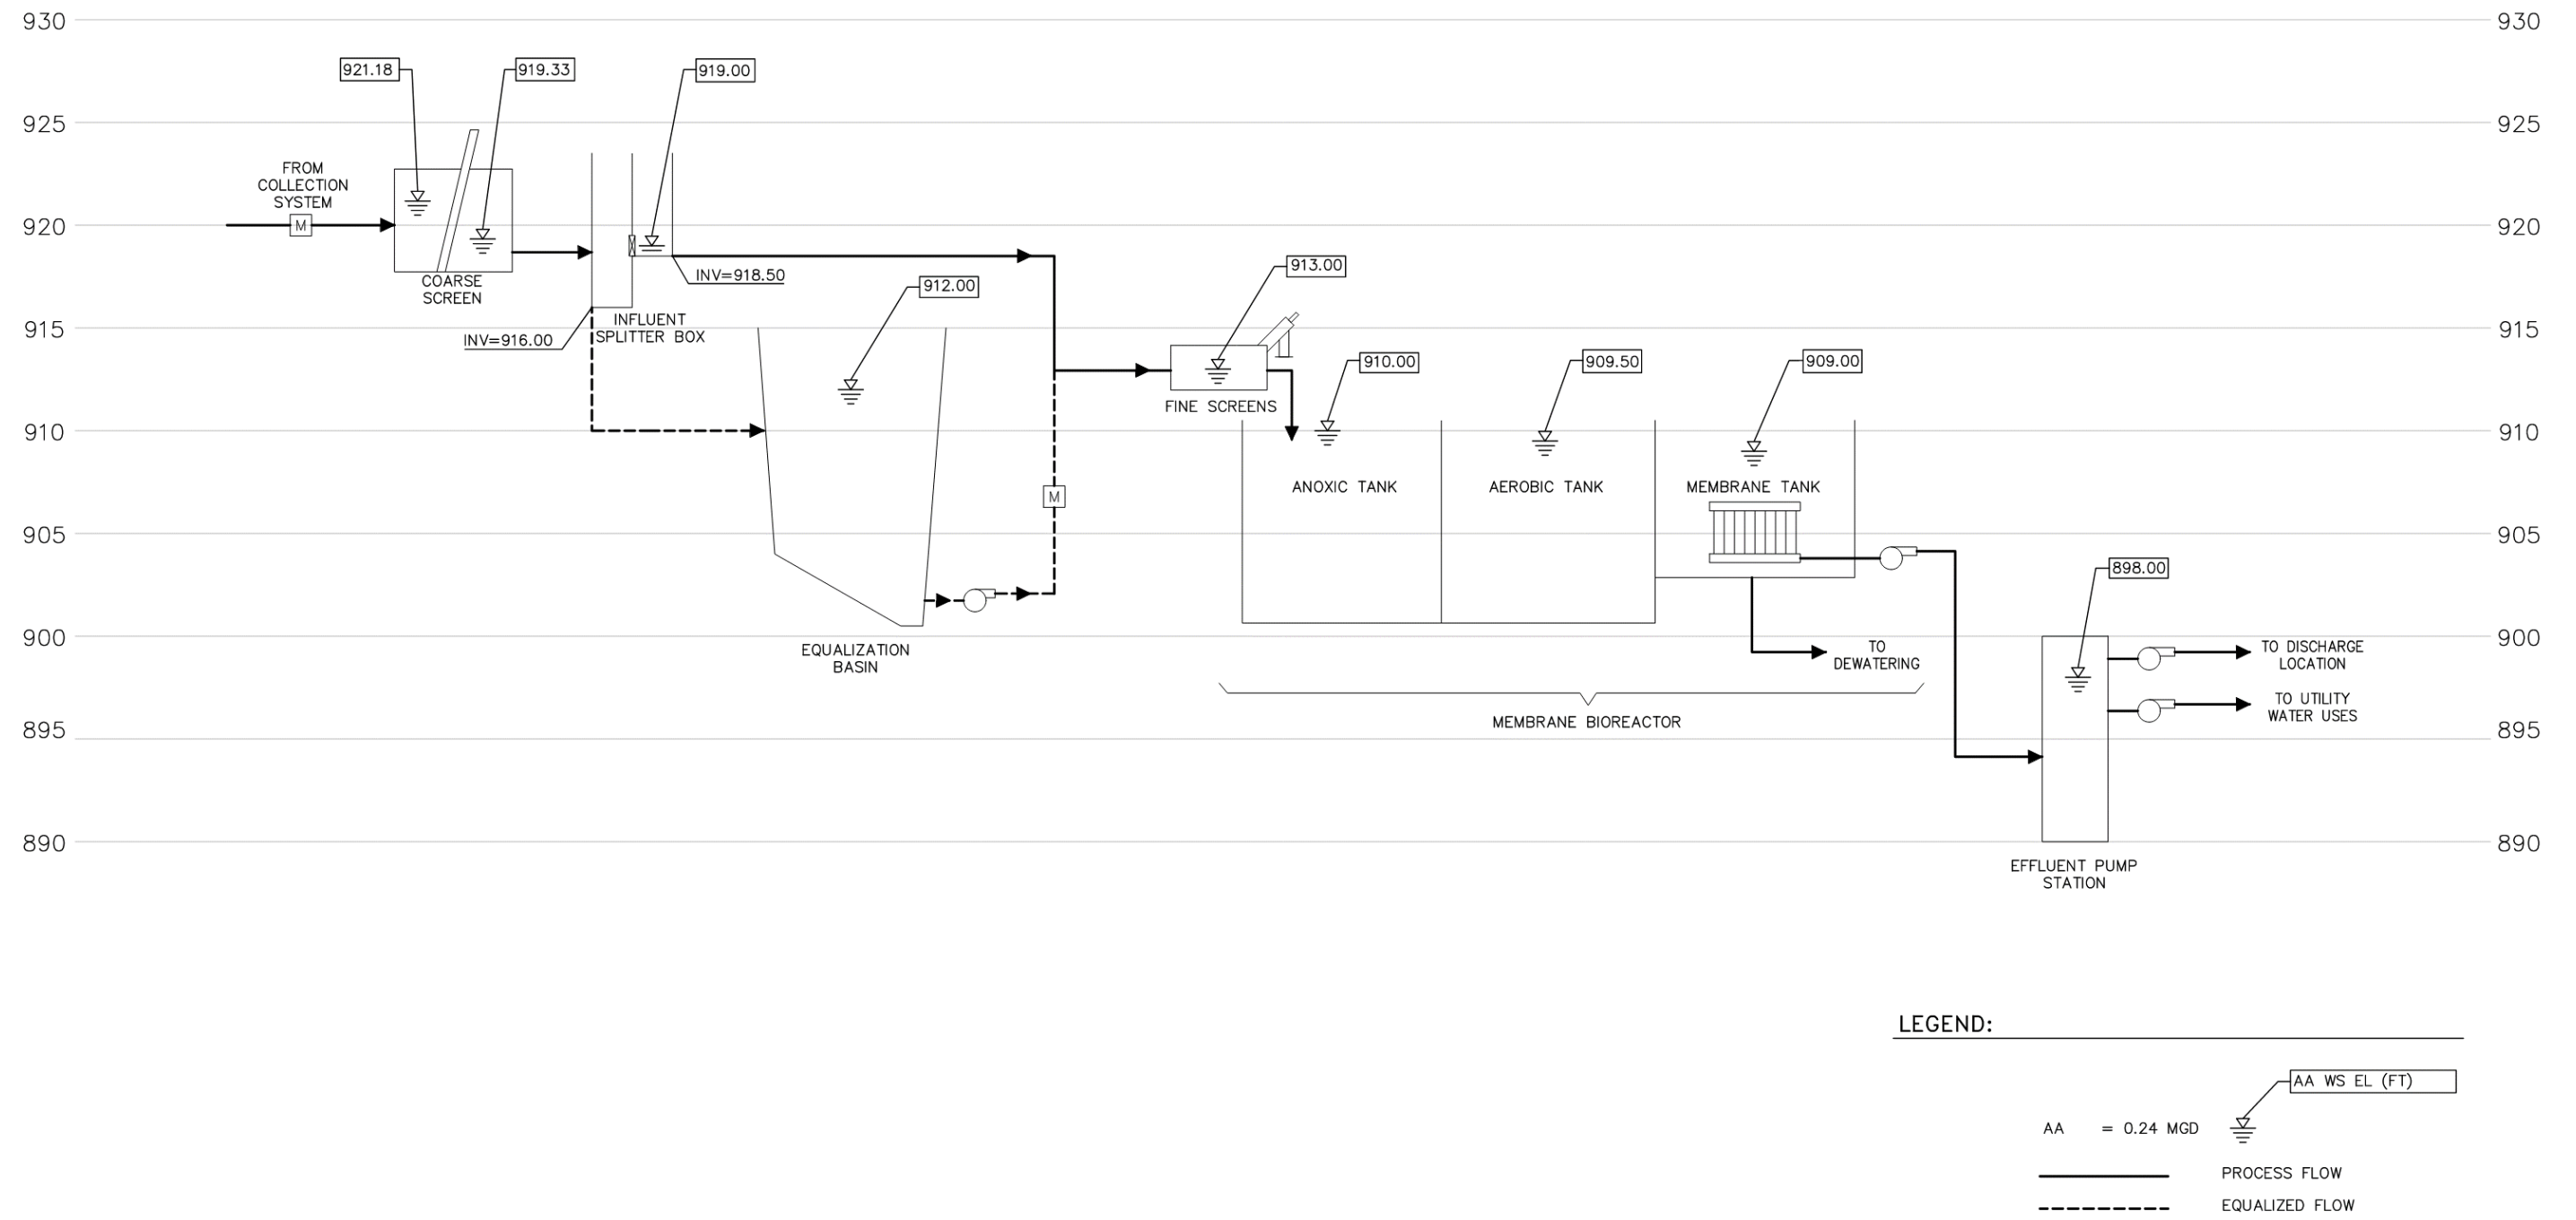 930
930
921.18
919.33
919.00
925
925
FROM
COLLECTION
SYSTEM
M
920
920
COARSE
SCREEN
INV=918.50
913.00
912.00
INFLUENT
SPLITTER BOX
INV=916.00
915
915
910.00
909.50
909.00
FINE SCREENS
910
910
ANOXIC TANK
AEROBIC TANK
MEMBRANE TANK
M
905
905
898.00
900
900
EQUALIZATION
BASIN
TO
DEWATERING
TO DISCHARGE
LOCATION
TO UTILITY
WATER USES
MEMBRANE BIOREACTOR
895
895
890
890
EFFLUENT PUMP
STATION
LEGEND:
AA WS EL (FT)
AA = 0.24 MGD
PROCESS FLOW
EQUALIZED FLOW